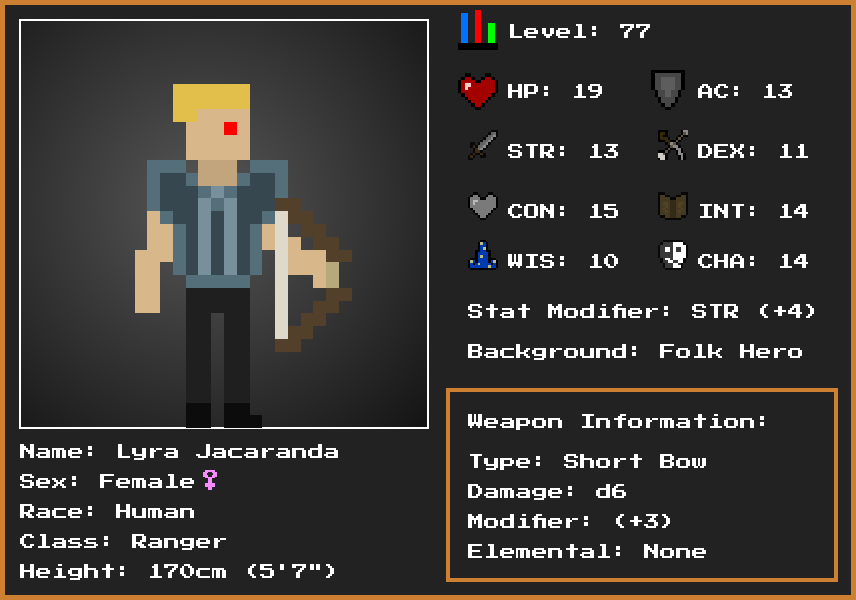 Level: 77
HP: 19 AC: 13
STR: 13 DEX: 11
CON: 15 INT: 14
WIS: 10 CHA: 14
Stat Modifier: STR (+4)
Background: Folk Hero
Weapon Information:
Type: Short Bow
Damage: d6
Modifier: (+3)
Elemental: None
Name: Lyra Jacaranda
Sex: Female♀
Race: Human
Class: Ranger
Height: 170cm (5'7")